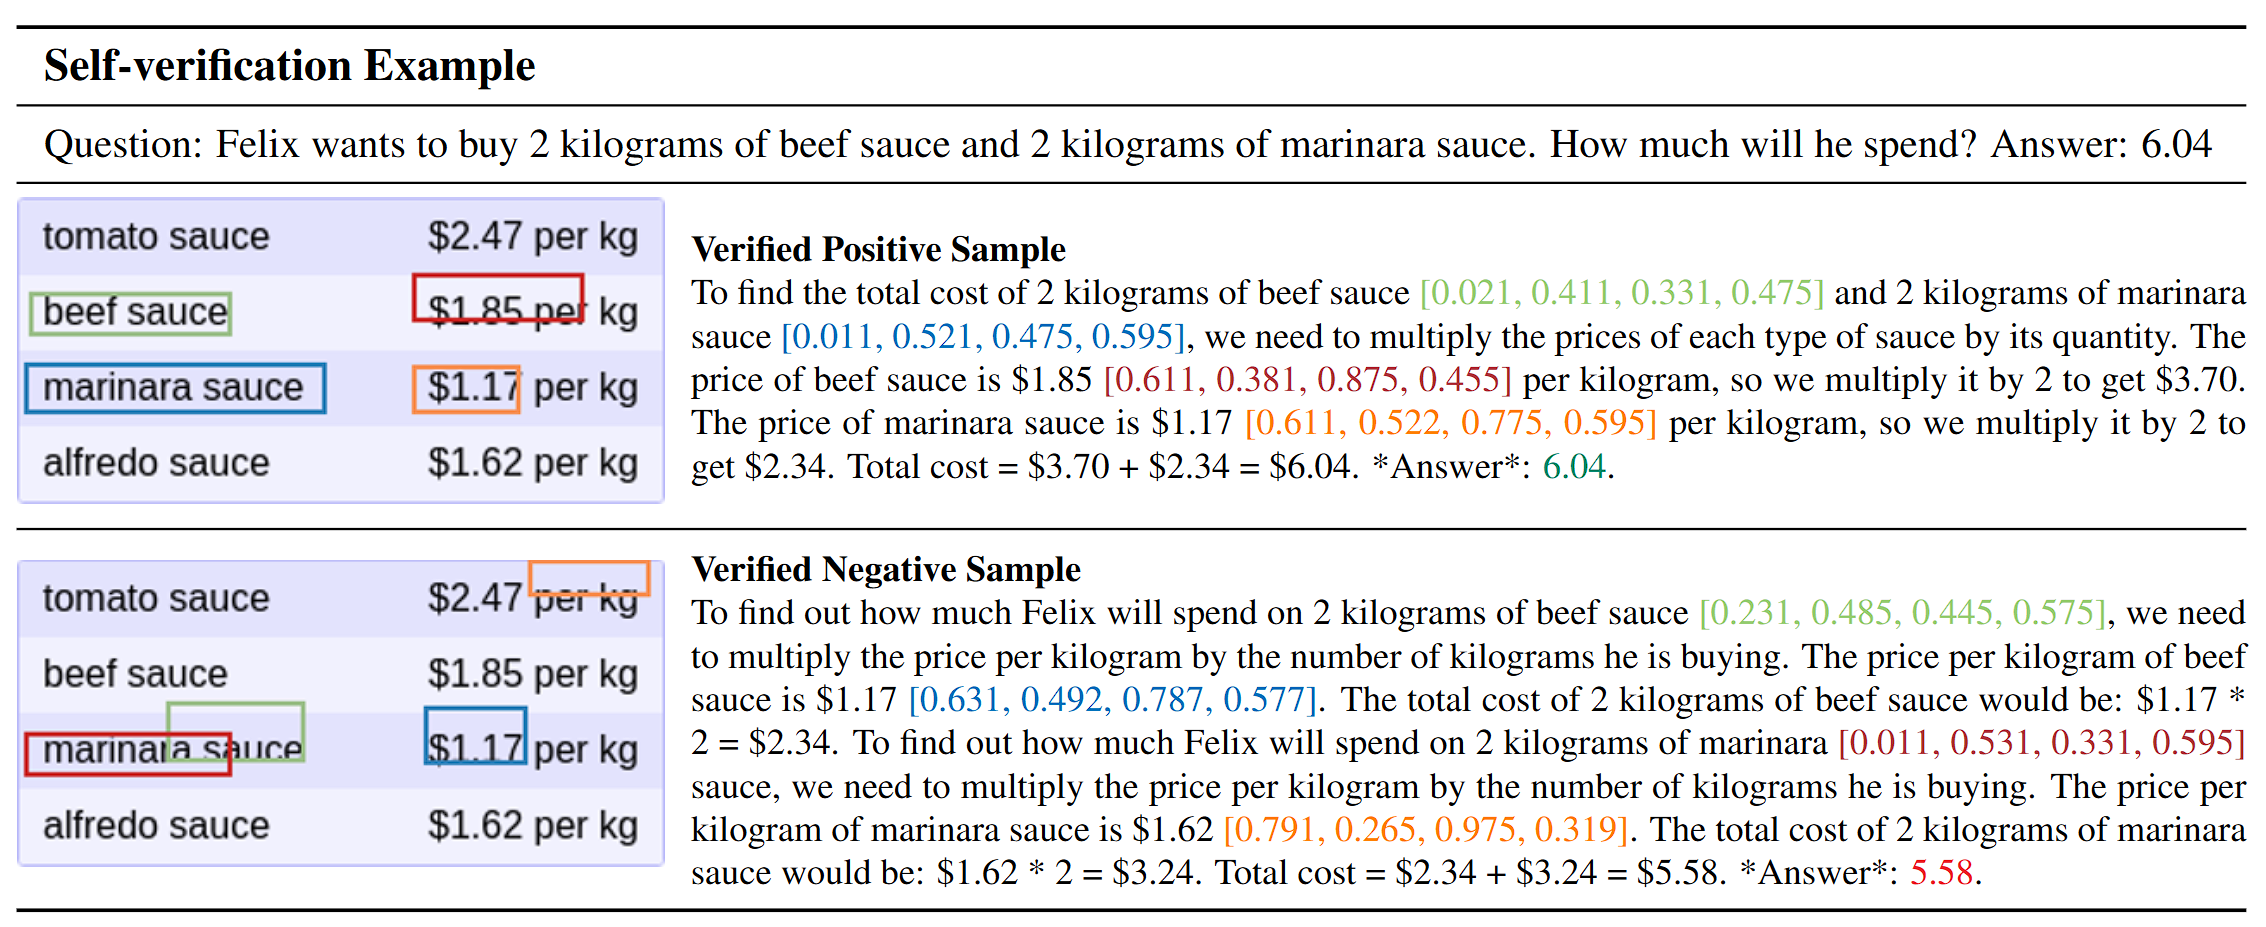 Self-verification Example
Question: Felix wants to buy 2 kilograms of beef sauce and 2 kilograms of marinara sauce. How much will he spend? Answer: 6.04
tomato sauce $2.47 per kg
beef sauce $1.85 per kg
marinara sauce $1.17 per kg
alfredo sauce $1.62 per kg
Verified Positive Sample
To find the total cost of 2 kilograms of beef sauce [0.021, 0.411, 0.331, 0.475] and 2 kilograms of marinara
sauce [0.011, 0.521, 0.475, 0.595], we need to multiply the prices of each type of sauce by its quantity. The
price of beef sauce is $1.85 [0.611, 0.381, 0.875, 0.455] per kilogram, so we multiply it by 2 to get $3.70.
The price of marinara sauce is $1.17 [0.611, 0.522, 0.775, 0.595] per kilogram, so we multiply it by 2 to
get $2.34. Total cost = $3.70 + $2.34 = $6.04. *Answer*: 6.04.
tomato sauce $2.47 per kg
beef sauce $1.85 per kg
marinara sauce $1.17 per kg
alfredo sauce $1.62 per kg
Verified Negative Sample
To find out how much Felix will spend on 2 kilograms of beef sauce [0.231, 0.485, 0.445, 0.575], we need
to multiply the price per kilogram by the number of kilograms he is buying. The price per kilogram of beef
sauce is $1.17 [0.631, 0.492, 0.787, 0.577]. The total cost of 2 kilograms of beef sauce would be: $1.17 *
2 = $2.34. To find out how much Felix will spend on 2 kilograms of marinara [0.011, 0.531, 0.331, 0.595]
sauce, we need to multiply the price per kilogram by the number of kilograms he is buying. The price per
kilogram of marinara sauce is $1.62 [0.791, 0.265, 0.975, 0.319]. The total cost of 2 kilograms of marinara
sauce would be: $1.62 * 2 = $3.24. Total cost = $2.34 + $3.24 = $5.58. *Answer*: 5.58.